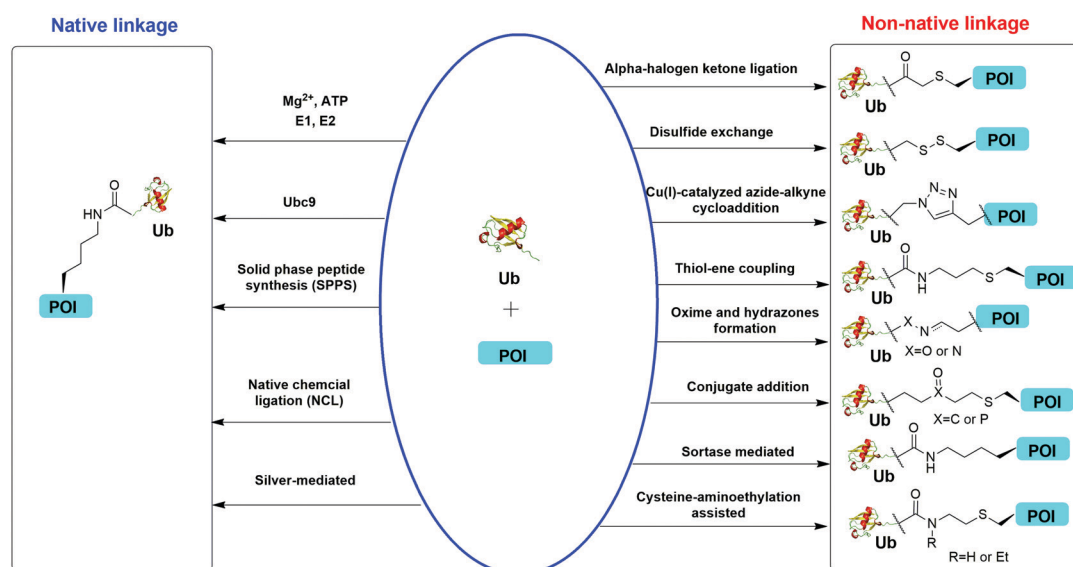 Native linkage
Mg2+, ATP
E1, E2
Ubc9
Solid phase peptide
synthesis (SPPS)
Native chemcial
ligation (NCL)
Silver-mediated
O
HN
Ub
POI
Ub
+
POI
Non-native linkage
Alpha-halogen ketone ligation
Ub
O
S
POI
Disulfide exchange
Ub
S
S
POI
Cu(I)-catalyzed azide-alkyne
cycloaddition
Ub
N
N
N
POI
Thiol-ene coupling
Ub
O
N
H
S
POI
Oxime and hydrazones
formation
Ub
X
N
POI
X=O or N
Conjugate addition
Ub
O
X
S
POI
X=C or P
Sortase mediated
Ub
O
N
H
POI
Cysteine-aminoethylation
assisted
Ub
O
N
R
S
POI
R=H or Et